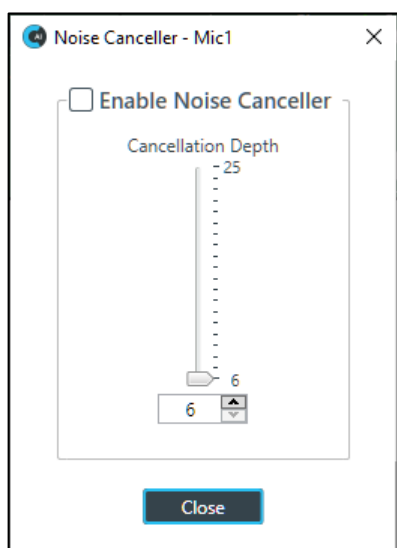 Noise Canceller - Mic1
Enable Noise Canceller
Cancellation Depth
25
6
6
Close